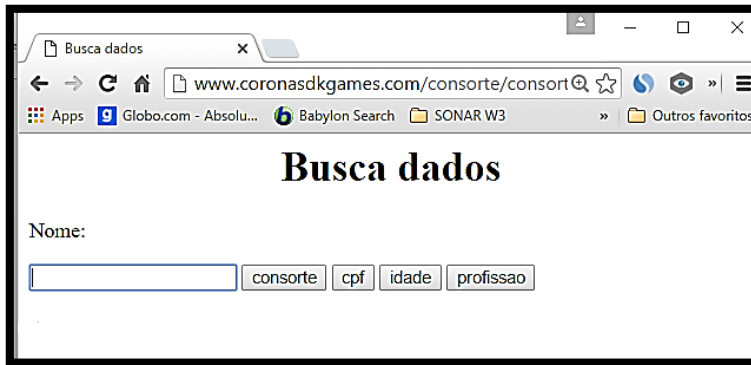 Busca dados
www.coronasdkgames.com/consorte/consort
Apps Globo.com - Absolu... Babylon Search SONAR W3 » Outros favoritos
Busca dados
Nome:
consorte cpf idade profissao